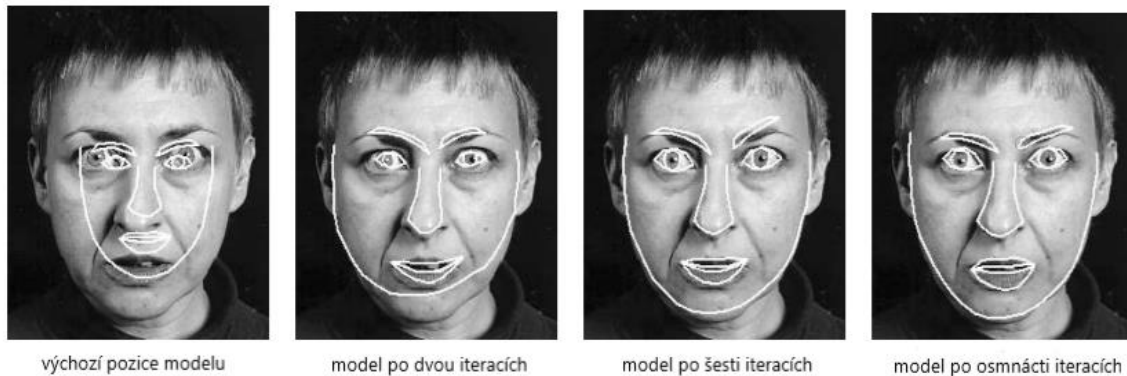 výchozí pozice modelu
model po dvou iteracích
model po šesti iteracích
model po osmnácti iteracích